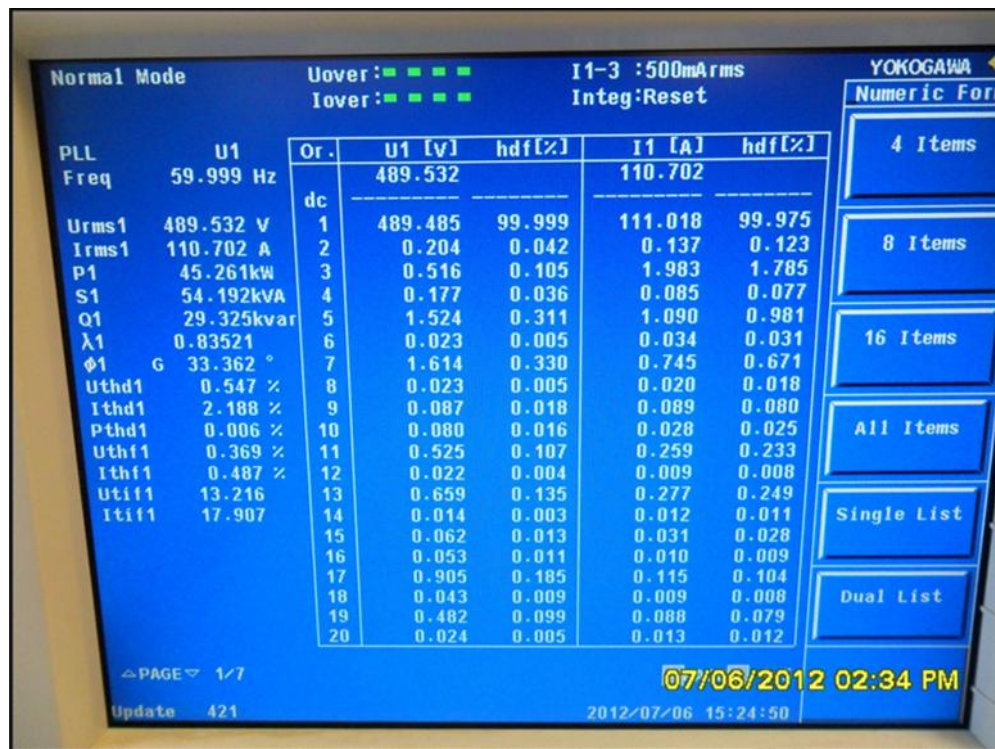 Normal Mode Uover: I1-3 :500mArms YOKOGAWA
Iover: Integ:Reset Numeric For
4 Items
PLL U1 Or. U1 [V] hdf[%] I1 [A] hdf[%]
Freq 59.999 Hz 489.532 110.702
dc ---------- --------- ---------- ---------
Urms1 489.532 V 1 489.485 99.999 111.018 99.975
Irms1 110.702 A 2 0.204 0.042 0.137 0.123 8 Items
P1 45.261kW 3 0.516 0.105 1.983 1.785
S1 54.192kVA 4 0.177 0.036 0.085 0.077
Q1 29.325kvar 5 1.524 0.311 1.090 0.981
λ1 0.83521 6 0.023 0.005 0.034 0.031 16 Items
ϕ1 G 33.362 ° 7 1.614 0.330 0.745 0.671
Uthd1 0.547 % 8 0.023 0.005 0.020 0.018
Ithd1 2.188 % 9 0.087 0.018 0.089 0.080
Pthd1 0.006 % 10 0.080 0.016 0.028 0.025 All Items
Uthf1 0.369 % 11 0.525 0.107 0.259 0.233
Ithf1 0.487 % 12 0.022 0.004 0.009 0.008
Utif1 13.216 13 0.659 0.135 0.277 0.249
Itif1 17.907 14 0.014 0.003 0.012 0.011 Single List
15 0.062 0.013 0.031 0.028
16 0.053 0.011 0.010 0.009
17 0.905 0.185 0.115 0.104
18 0.043 0.009 0.009 0.008 Dual List
19 0.482 0.099 0.088 0.079
20 0.024 0.005 0.013 0.012
△PAGE▽ 1/7
07/06/2012 02:34 PM
Update 421 2012/07/06 15:24:50